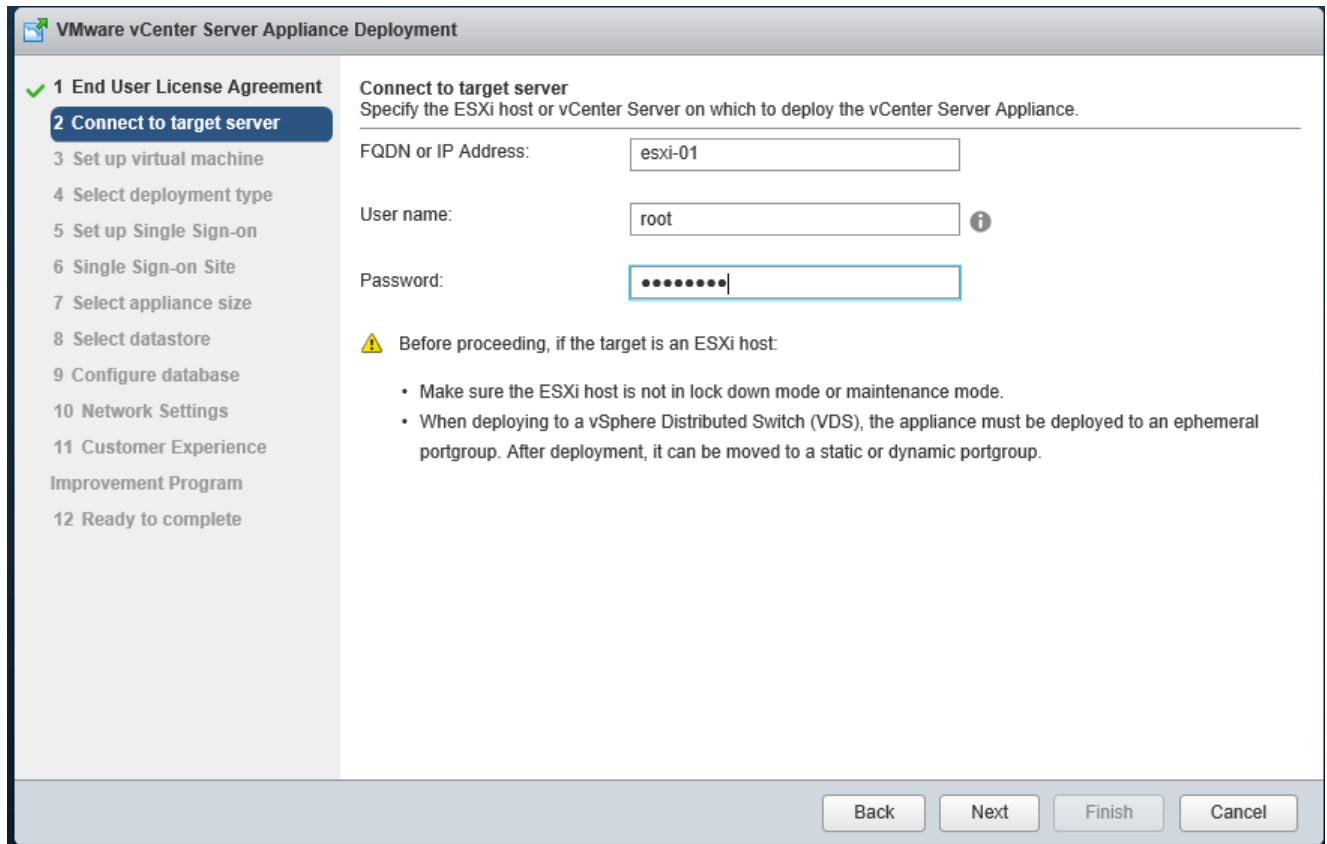 VMware vCenter Server Appliance Deployment
1 End User License Agreement
2 Connect to target server
3 Set up virtual machine
4 Select deployment type
5 Set up Single Sign-on
6 Single Sign-on Site
7 Select appliance size
8 Select datastore
9 Configure database
10 Network Settings
11 Customer Experience
Improvement Program
12 Ready to complete
Connect to target server
Specify the ESXi host or vCenter Server on which to deploy the vCenter Server Appliance.
FQDN or IP Address: esxi-01
User name: root
Password: ●●●●●●●●
Before proceeding, if the target is an ESXi host:
• Make sure the ESXi host is not in lock down mode or maintenance mode.
• When deploying to a vSphere Distributed Switch (VDS), the appliance must be deployed to an ephemeral
portgroup. After deployment, it can be moved to a static or dynamic portgroup.
Back Next Finish Cancel